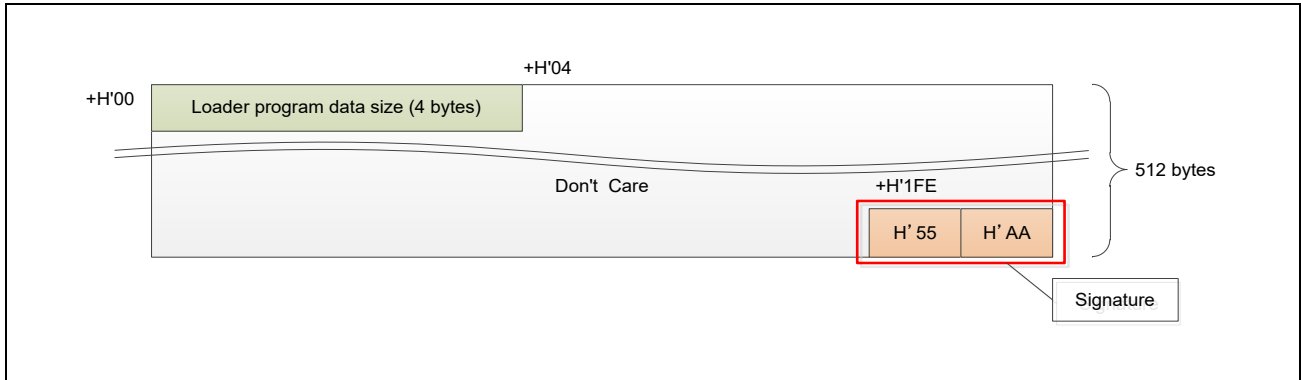 +H'04
+H'00
Loader program data size (4 bytes)
512 bytes
Don't Care
+H'1FE
H’55
H’AA
Signature